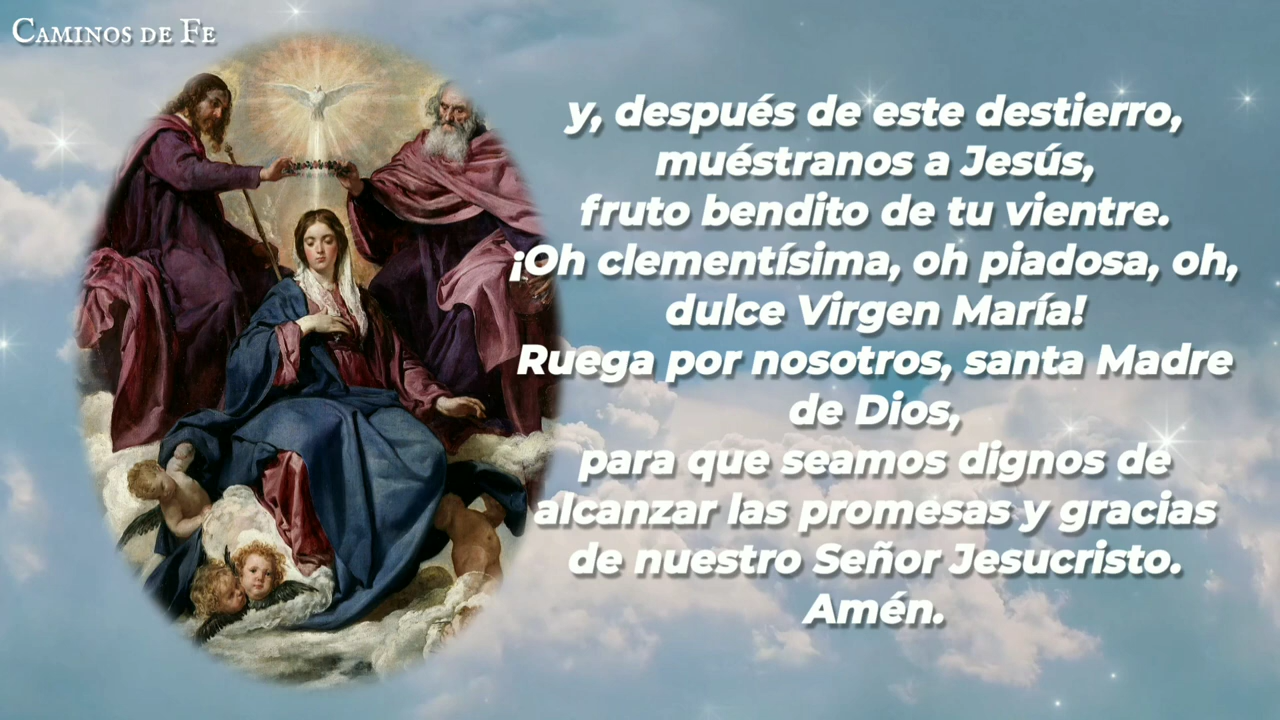 Caminos de Fe
y, después de este destierro,
muéstranos a Jesús,
fruto bendito de tu vientre.
¡Oh clementísima, oh piadosa, oh,
dulce Virgen María!
Ruega por nosotros, santa Madre
de Dios,
para que seamos dignos de
alcanzar las promesas y gracias
de nuestro Señor Jesucristo.
Amén.